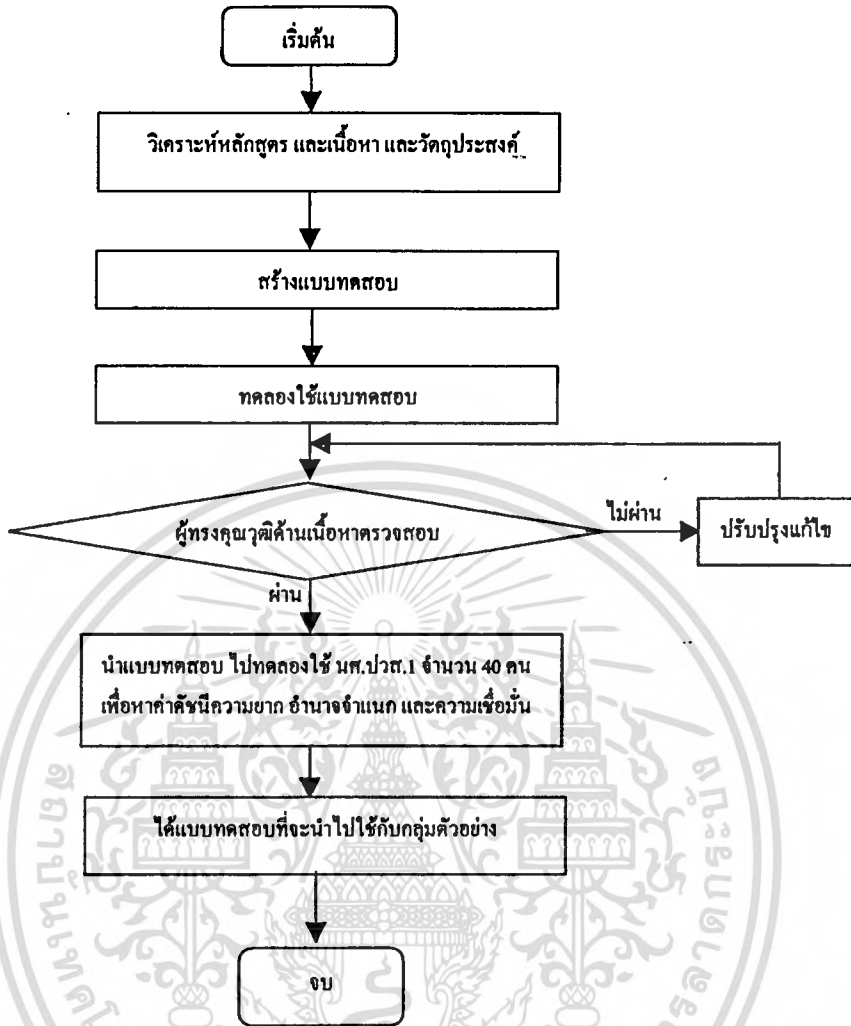 เริ่มต้น
วิเคราะห์หลักสูตร และเนื้อหา และวัตถุประสงค์
สร้างแบบทดสอบ
ทดลองใช้แบบทดสอบ
ผู้ทรงคุณวุฒิด้านเนื้อหาตรวจสอบ
ไม่ผ่าน
ปรับปรุงแก้ไข
ผ่าน
นำแบบทดสอบ ไปทดลองใช้ นศ.ปวส.1 จำนวน 40 คน
เพื่อหาค่าดัชนีความยาก อำนาจจำแนก และความเชื่อมั่น
ได้แบบทดสอบที่จะนำไปใช้กับกลุ่มตัวอย่าง
จบ